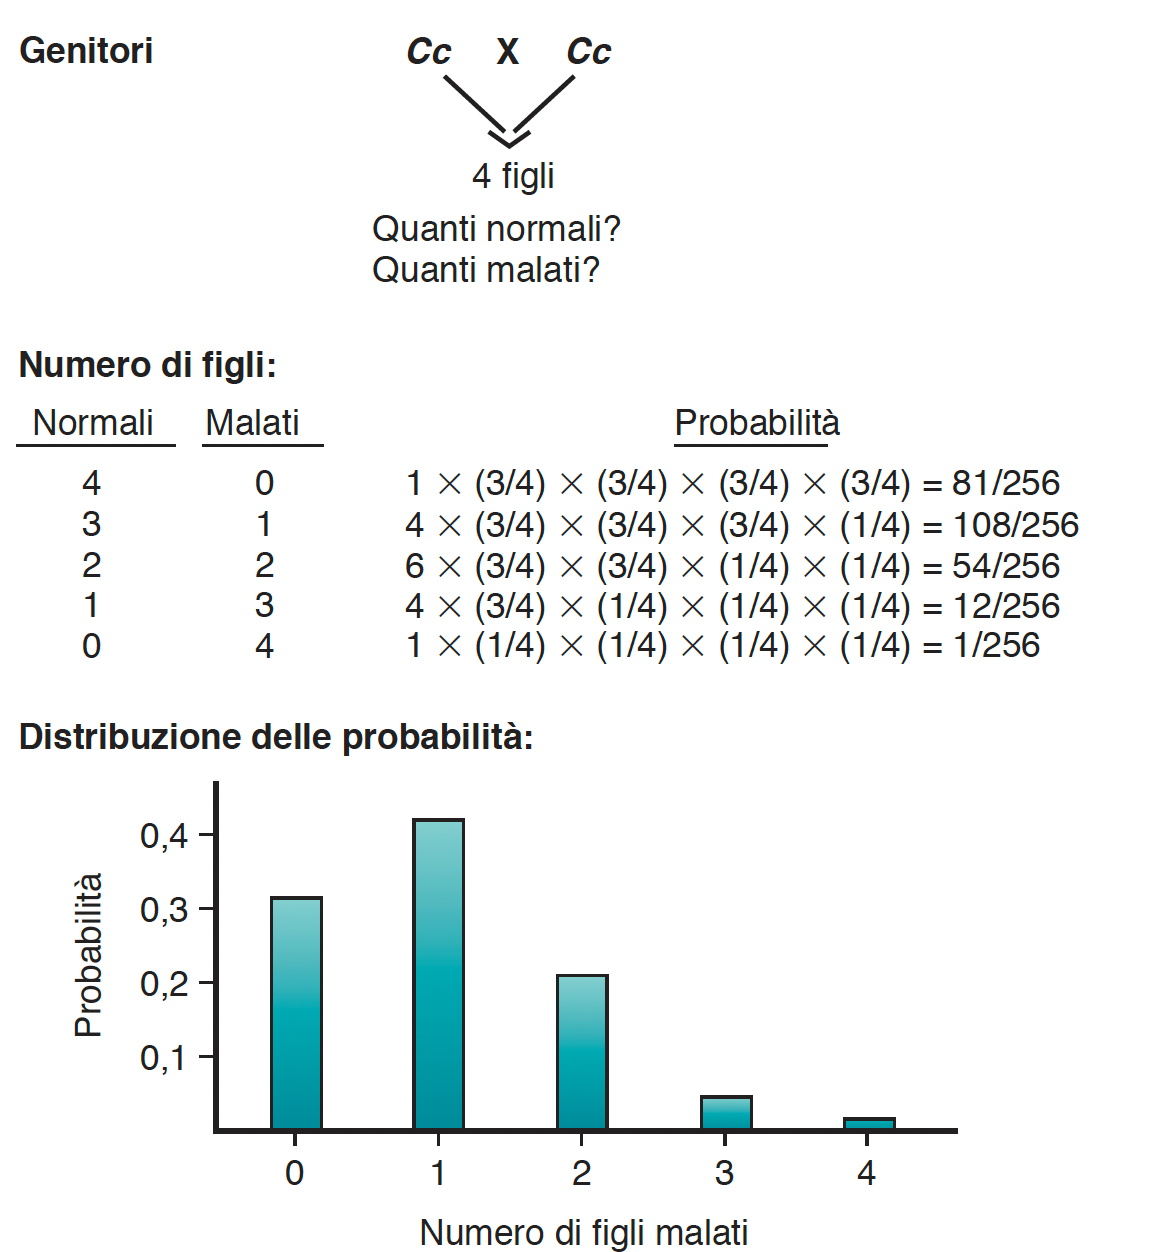 Genitori Cc X Cc
4 figli
Quanti normali?
Quanti malati?
Numero di figli:
Normali Malati Probabilità
4 0 1 × (3/4) × (3/4) × (3/4) × (3/4) = 81/256
3 1 4 × (3/4) × (3/4) × (3/4) × (1/4) = 108/256
2 2 6 × (3/4) × (3/4) × (1/4) × (1/4) = 54/256
1 3 4 × (3/4) × (1/4) × (1/4) × (1/4) = 12/256
0 4 1 × (1/4) × (1/4) × (1/4) × (1/4) = 1/256
Distribuzione delle probabilità:
Probabilità
0,4
0,3
0,2
0,1
0 1 2 3 4
Numero di figli malati